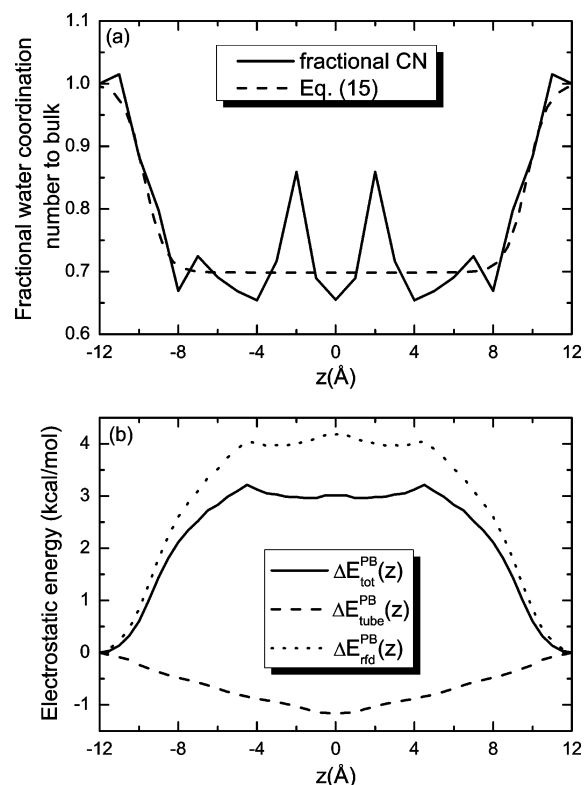 (a)
fractional CN
Eq. (15)
Fractional water coordination
number to bulk
1.1
1.0
0.9
0.8
0.7
0.6
-12 -8 -4 0 4 8 12
z(Å)
(b)
Electrostatic energy (kcal/mol)
4
3
2
1
0
-1
ΔE^PB_tot(z)
ΔE^PB_tube(z)
ΔE^PB_rfd(z)
-12 -8 -4 0 4 8 12
z(Å)